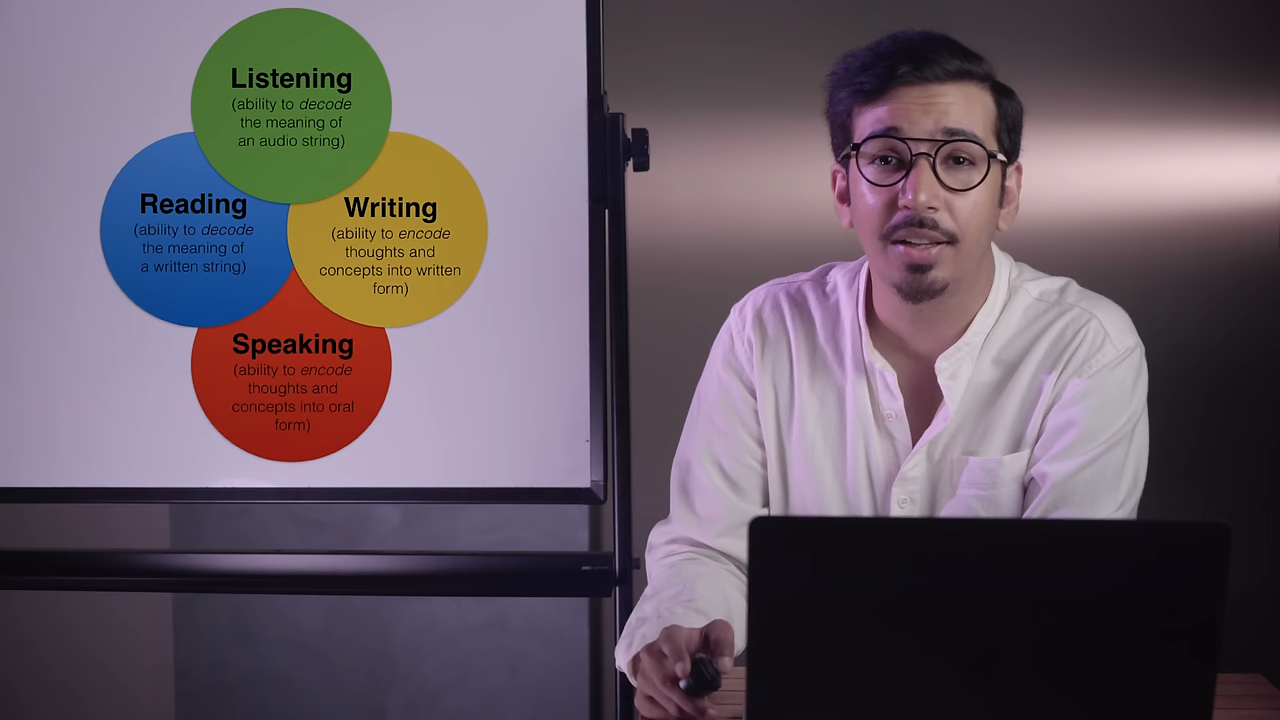 Listening
(ability to decode
the meaning of
an audio string)
Reading
(ability to decode
the meaning of
a written string)
Writing
(ability to encode
thoughts and
concepts into written
form)
Speaking
(ability to encode
thoughts and
concepts into oral
form)